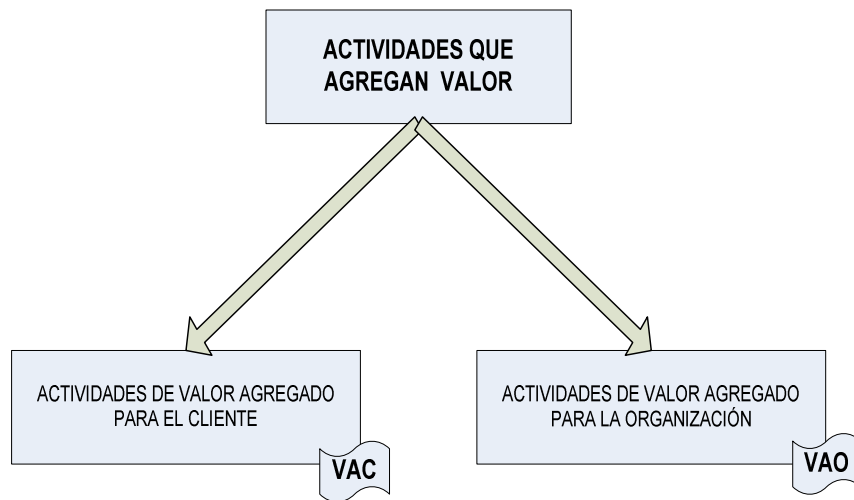 ACTIVIDADES QUE
AGREGAN VALOR
ACTIVIDADES DE VALOR AGREGADO
PARA EL CLIENTE
VAC
ACTIVIDADES DE VALOR AGREGADO
PARA LA ORGANIZACIÓN
VAO